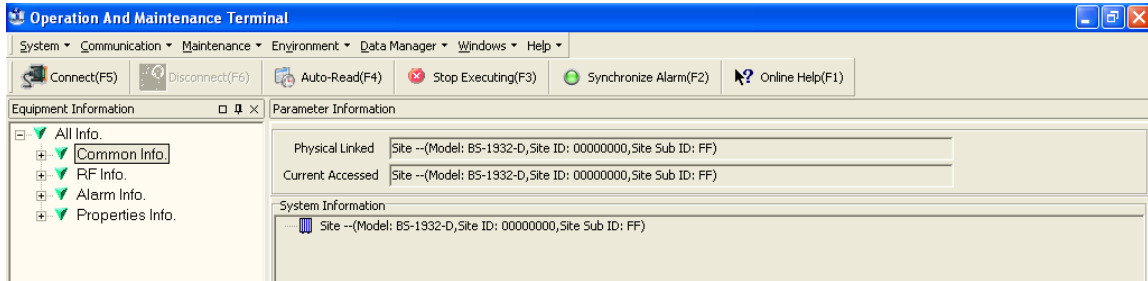 Operation And Maintenance Terminal
System Communication Maintenance Environment Data Manager Windows Help
Connect(F5) Disconnect(F6) Auto-Read(F4) Stop Executing(F3) Synchronize Alarm(F2) Online Help(F1)
Equipment Information
Parameter Information
All Info.
Common Info.
RF Info.
Alarm Info.
Properties Info.
Physical Linked Site --(Model: BS-1932-D,Site ID: 00000000,Site Sub ID: FF)
Current Accessed Site --(Model: BS-1932-D,Site ID: 00000000,Site Sub ID: FF)
System Information
Site --(Model: BS-1932-D,Site ID: 00000000,Site Sub ID: FF)